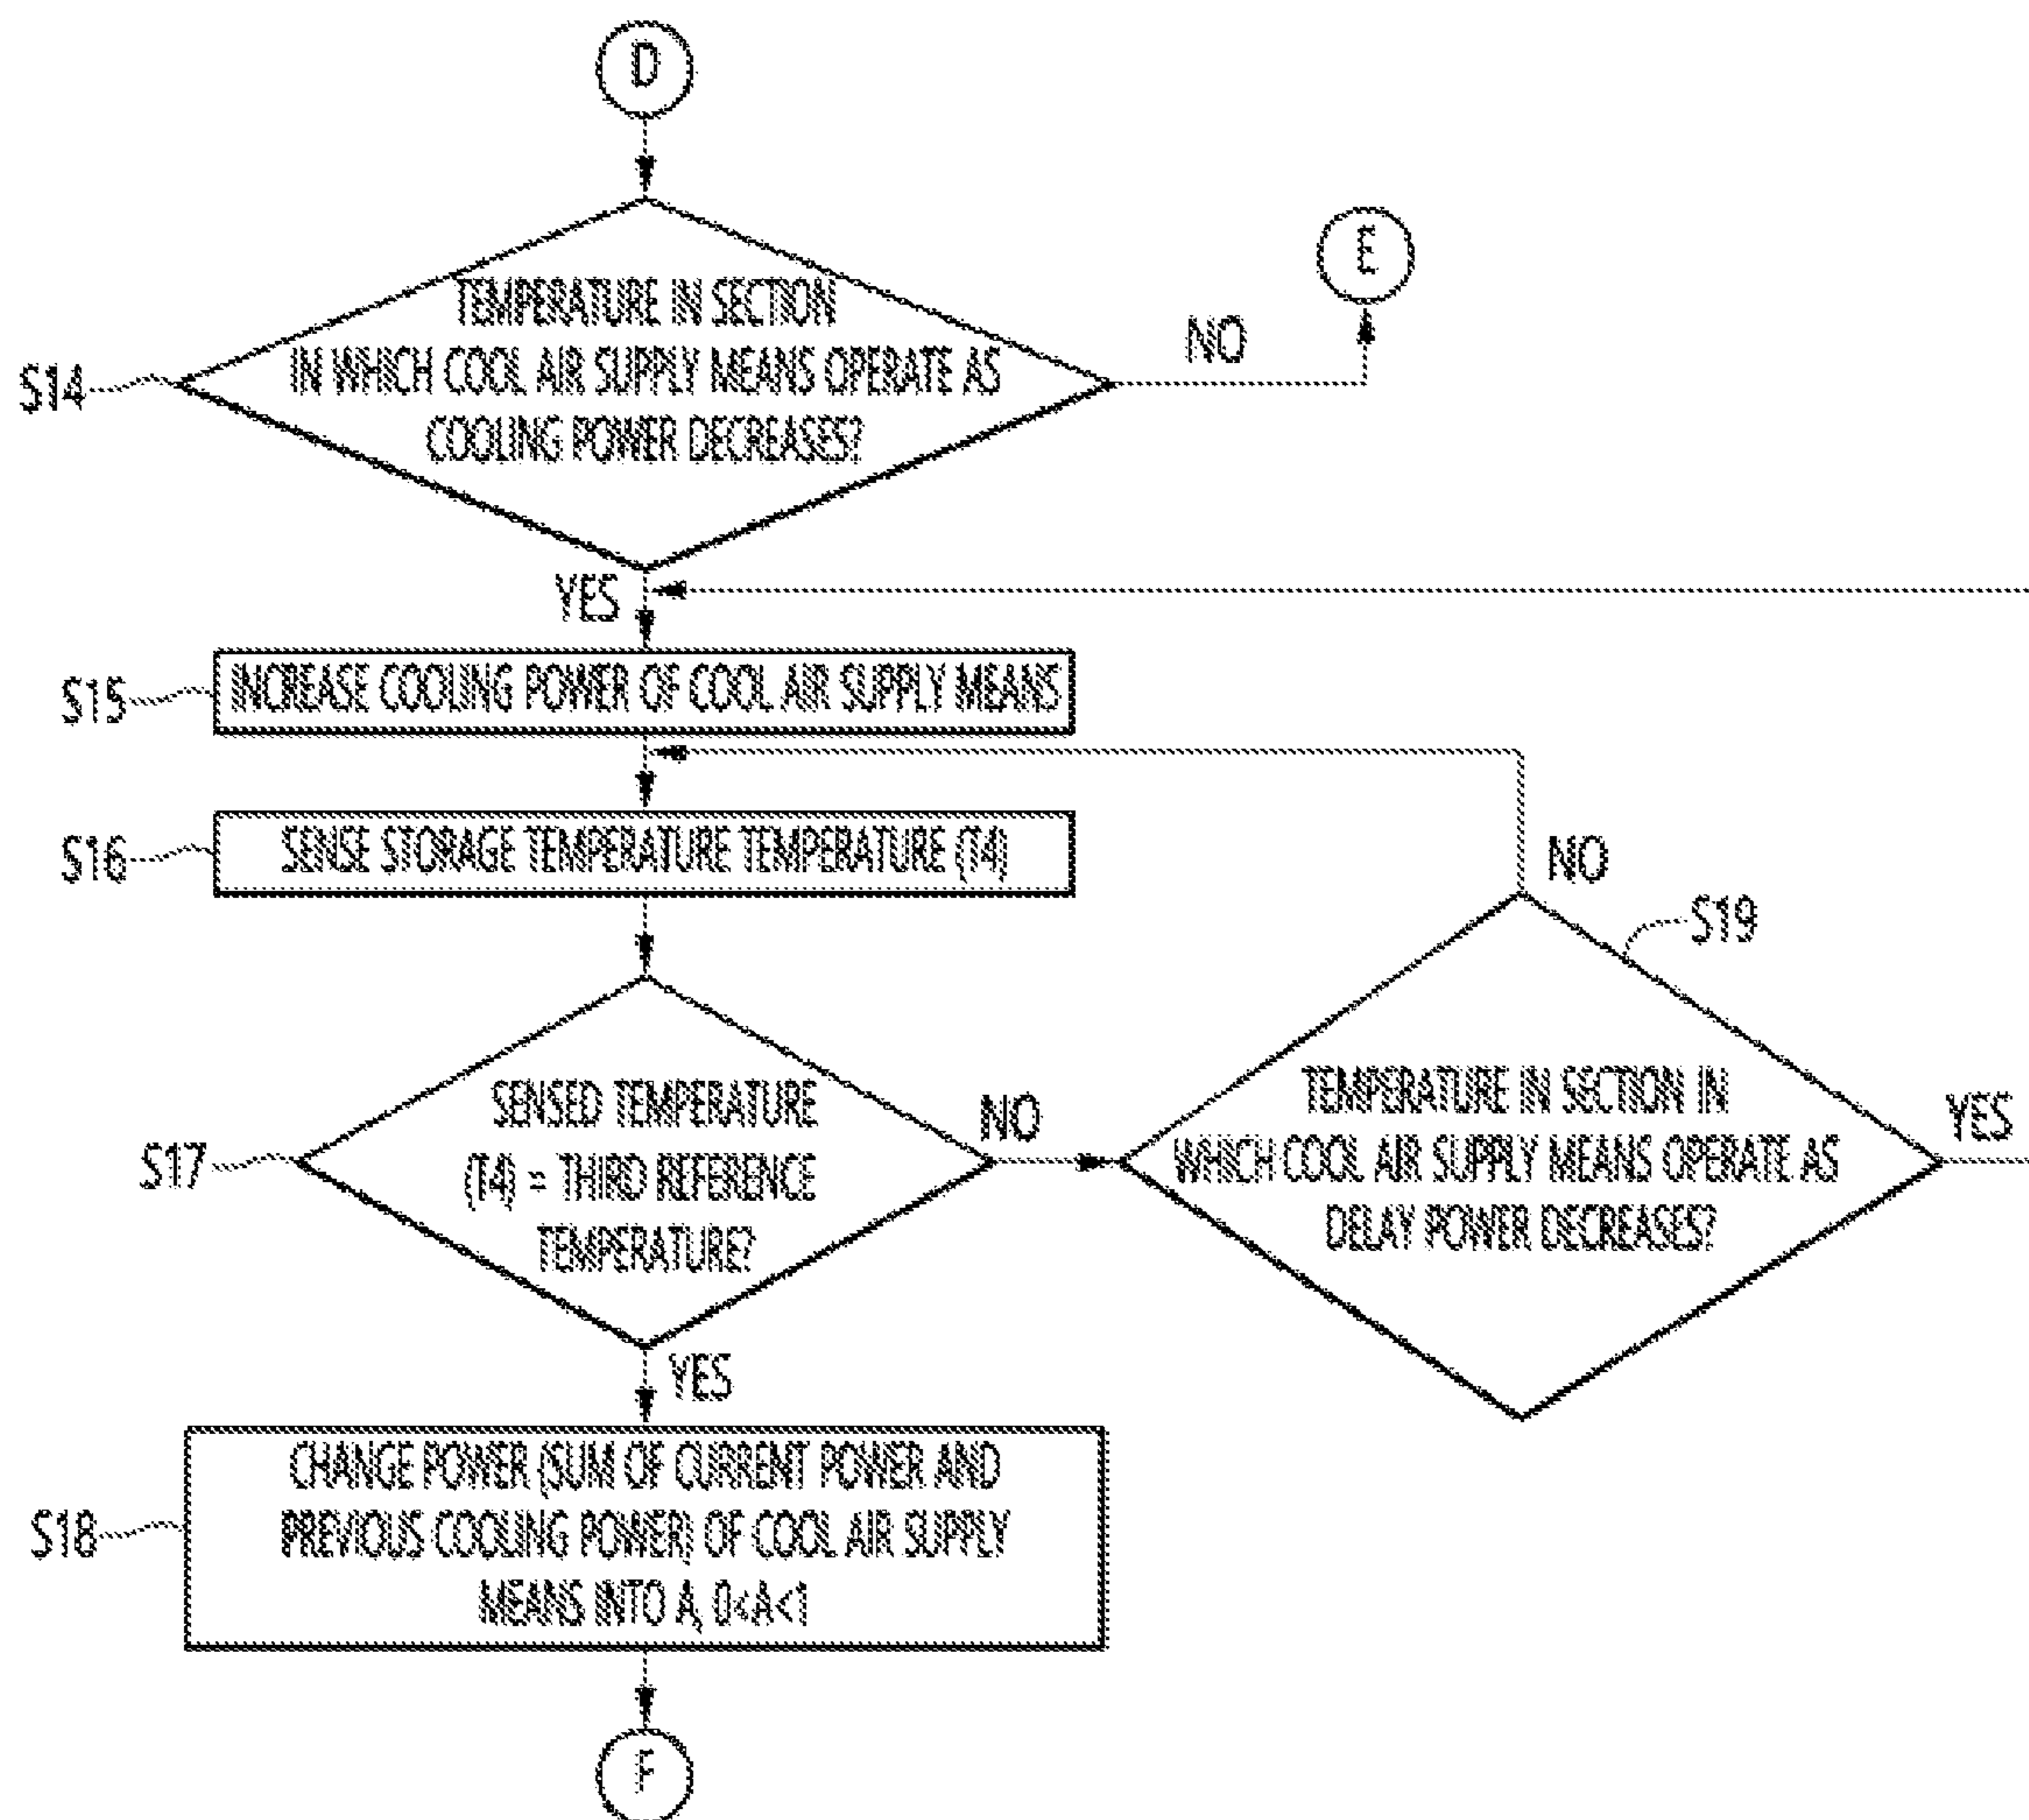 D
TEMPERATURE IN SECTION
IN WHICH COOL AIR SUPPLY MEANS OPERATE AS
COOLING POWER DECREASES?
S14
NO
E
YES
S15
INCREASE COOLING POWER OF COOL AIR SUPPLY MEANS
S16
SENSE STORAGE TEMPERATURE TEMPERATURE (T4)
NO
S19
SENSED TEMPERATURE
(T4) = THIRD REFERENCE
TEMPERATURE?
S17
NO
TEMPERATURE IN SECTION IN
WHICH COOL AIR SUPPLY MEANS OPERATE AS
DELAY POWER DECREASES?
YES
YES
S18
CHANGE POWER (SUM OF CURRENT POWER AND
PREVIOUS COOLING POWER) OF COOL AIR SUPPLY
MEANS INTO A, 0<A<1
F